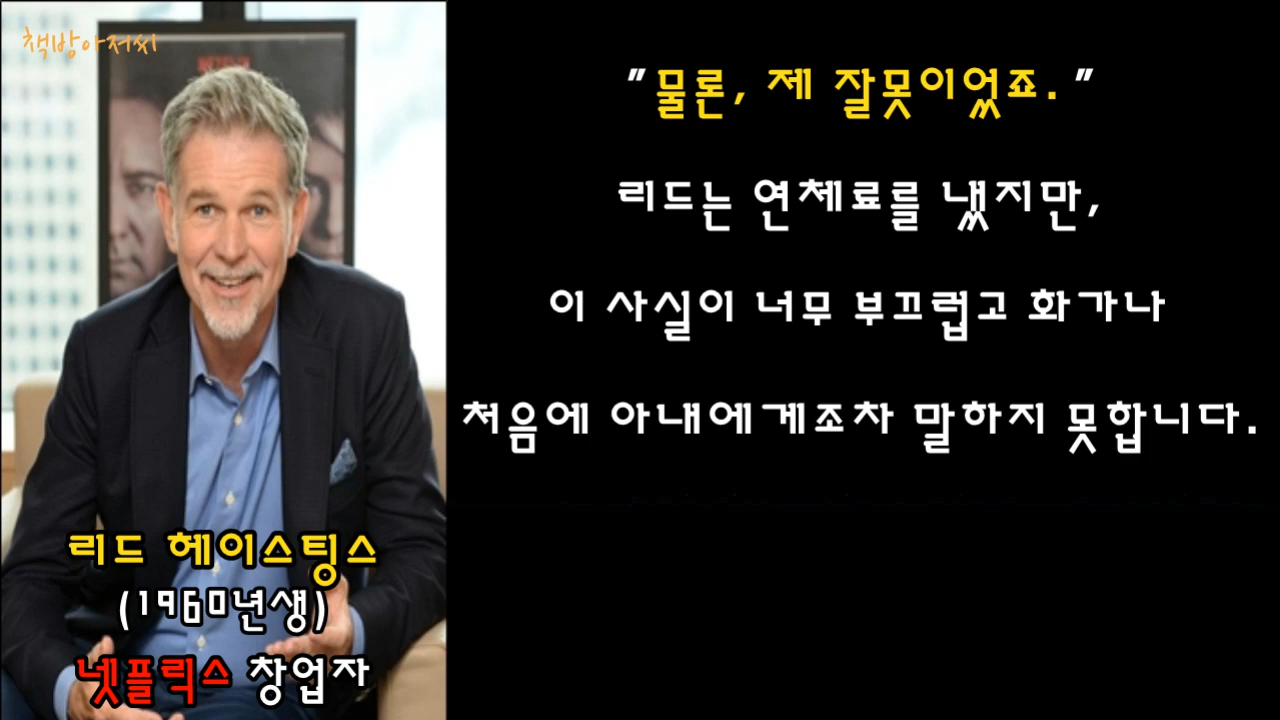 책방아저씨
NETFLIX
"물론, 제 잘못이었죠."
리드는 연체료를 냈지만,
이 사실이 너무 부끄럽고 화가나
처음에 아내에게조차 말하지 못합니다.
리드 헤이스팅스
(1960년생)
넷플릭스 창업자